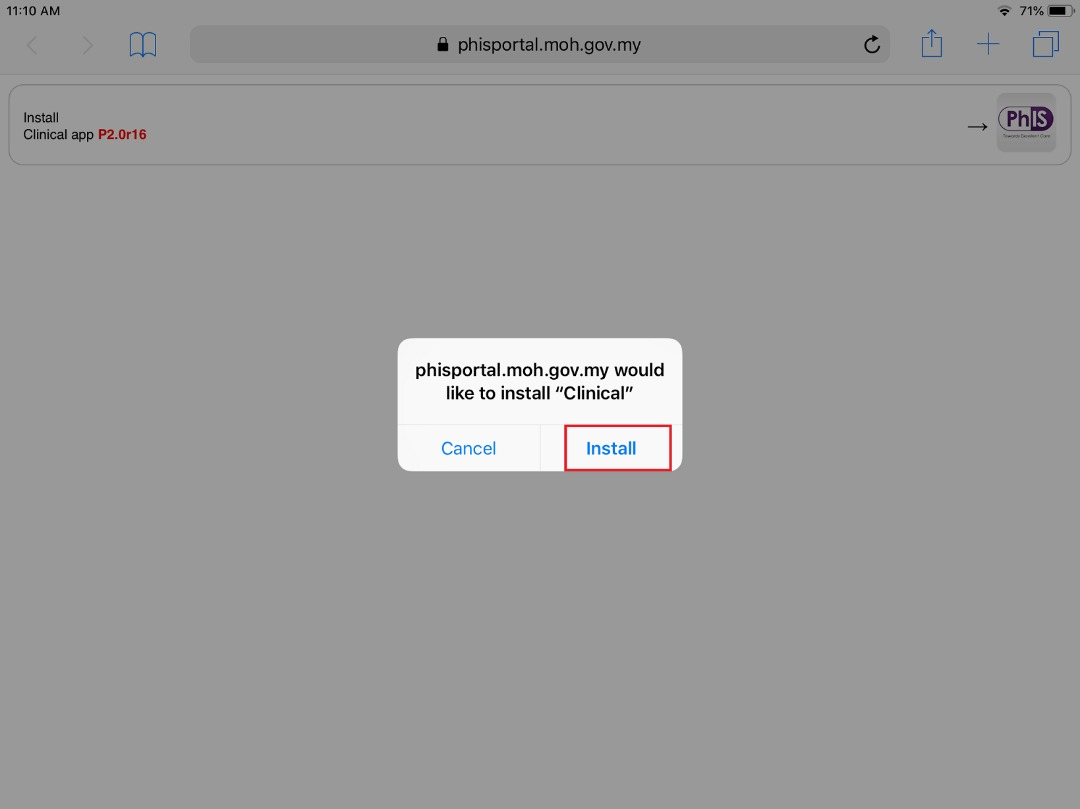 11:10 AM
71%
phisportal.moh.gov.my
Install
Clinical app P2.0r16
PhIS
phisportal.moh.gov.my would
like to install “Clinical”
Cancel
Install